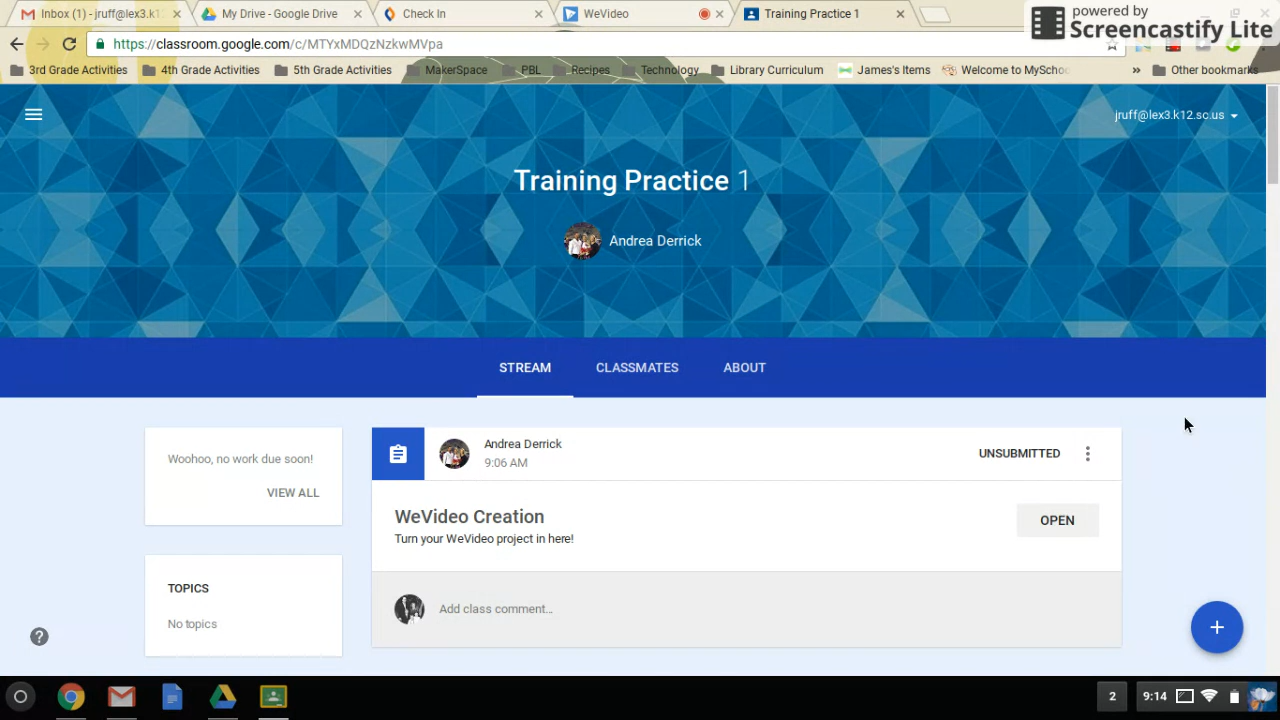 Inbox (1) - jruff@lex3.k1
My Drive - Google Drive
Check In
WeVideo
Training Practice 1
powered by
Screencastify Lite
https://classroom.google.com/c/MTYxMDQzNzkwMVpa
3rd Grade Activities
4th Grade Activities
5th Grade Activities
MakerSpace
PBL
Recipes
Technology
Library Curriculum
James's Items
Welcome to MySchoo
»
Other bookmarks
jruff@lex3.k12.sc.us
Training Practice 1
Andrea Derrick
STREAM
CLASSMATES
ABOUT
Woohoo, no work due soon!
VIEW ALL
Andrea Derrick
9:06 AM
UNSUBMITTED
WeVideo Creation
Turn your WeVideo project in here!
OPEN
TOPICS
No topics
Add class comment...
?
+
2
9:14